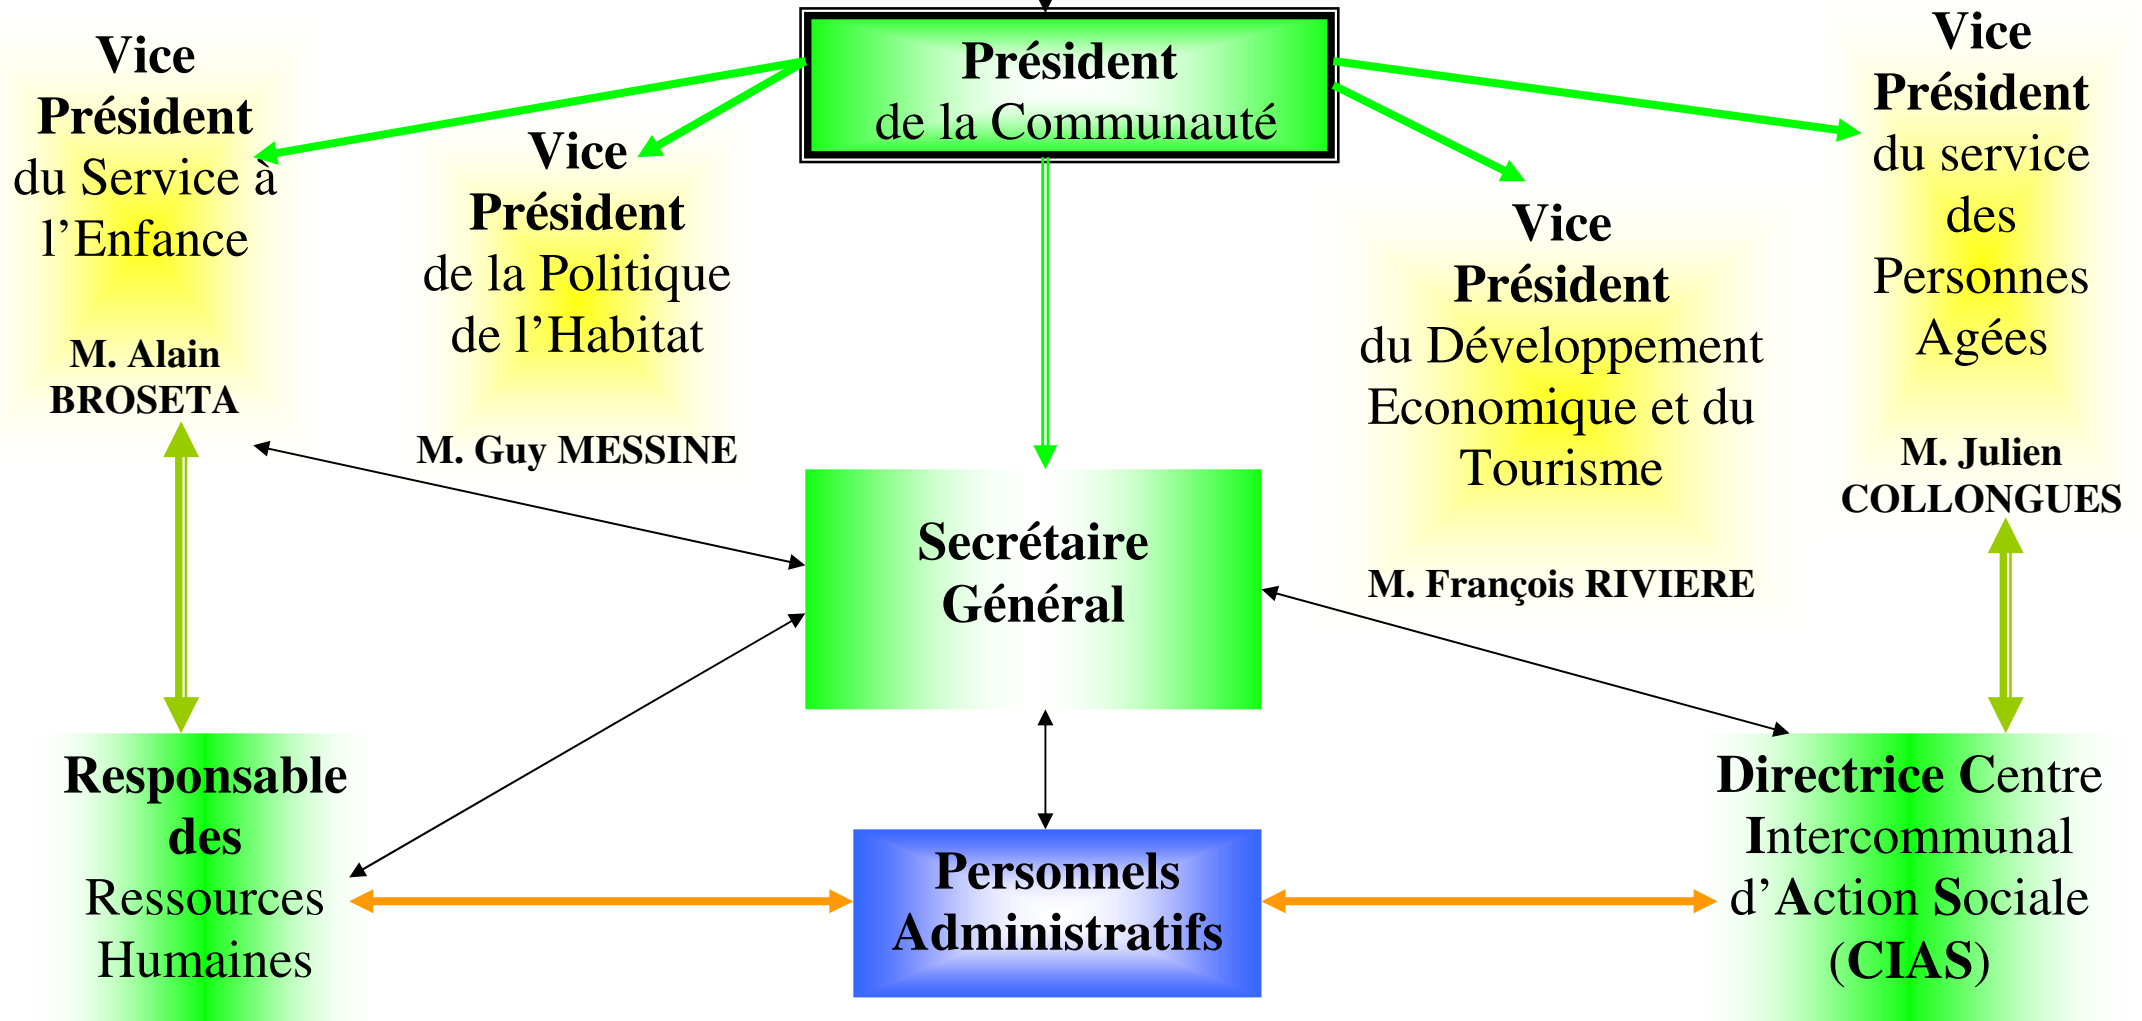 Président
de la Communauté
Vice
Président
du Service à
l’Enfance
M. Alain
BROSETA
Vice
Président
de la Politique
de l’Habitat
M. Guy MESSINE
Vice
Président
du Développement
Economique et du
Tourisme
M. François RIVIERE
Vice
Président
du service
des
Personnes
Agées
M. Julien
COLLONGUES
Secrétaire
Général
Responsable
des
Ressources
Humaines
Personnels
Administratifs
Directrice Centre
Intercommunal
d’Action Sociale
(CIAS)